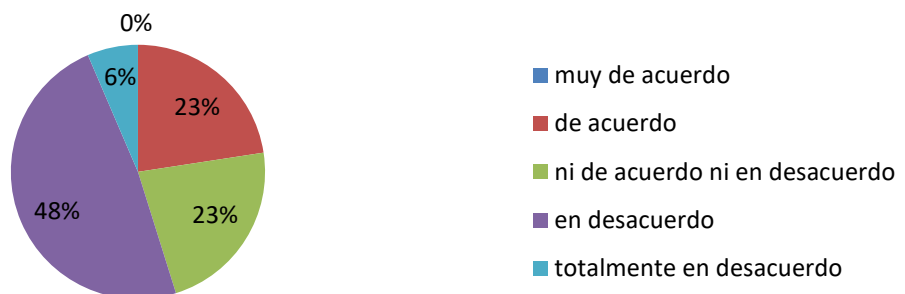 0%
6%
23%
23%
48%
muy de acuerdo
de acuerdo
ni de acuerdo ni en desacuerdo
en desacuerdo
totalmente en desacuerdo